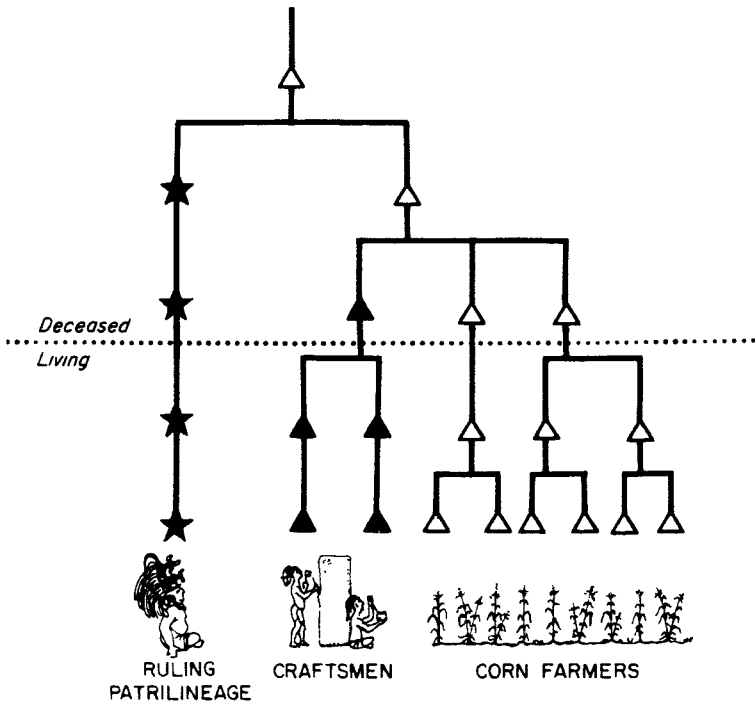 Deceased
Living
RULING
PATRILINEAGE
CRAFTSMEN
CORN FARMERS